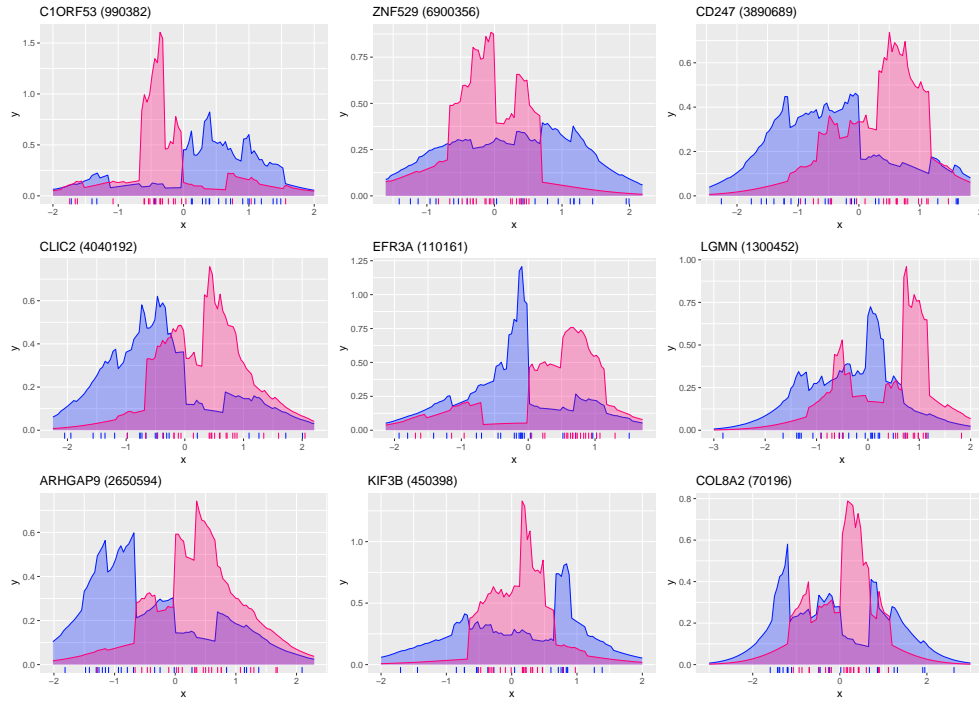 C1ORF53 (990382)
ZNF529 (6900356)
CD247 (3890689)
1.5
1.0
0.5
0.0
y
-2
-1
0
1
2
x
0.75
0.50
0.25
0.00
y
-1
0
1
2
x
0.6
0.4
0.2
0.0
y
-2
-1
0
1
x
CLIC2 (4040192)
EFR3A (110161)
LGMN (1300452)
0.6
0.4
0.2
0.0
y
-2
-1
0
1
2
x
1.25
1.00
0.75
0.50
0.25
0.00
y
-2
-1
0
1
x
1.00
0.75
0.50
0.25
0.00
y
-3
-2
-1
0
1
2
x
ARHGAP9 (2650594)
KIF3B (450398)
COL8A2 (70196)
0.6
0.4
0.2
0.0
y
-2
-1
0
1
2
x
1.0
0.5
0.0
y
-2
-1
0
1
2
x
0.8
0.6
0.4
0.2
0.0
y
-2
0
2
x